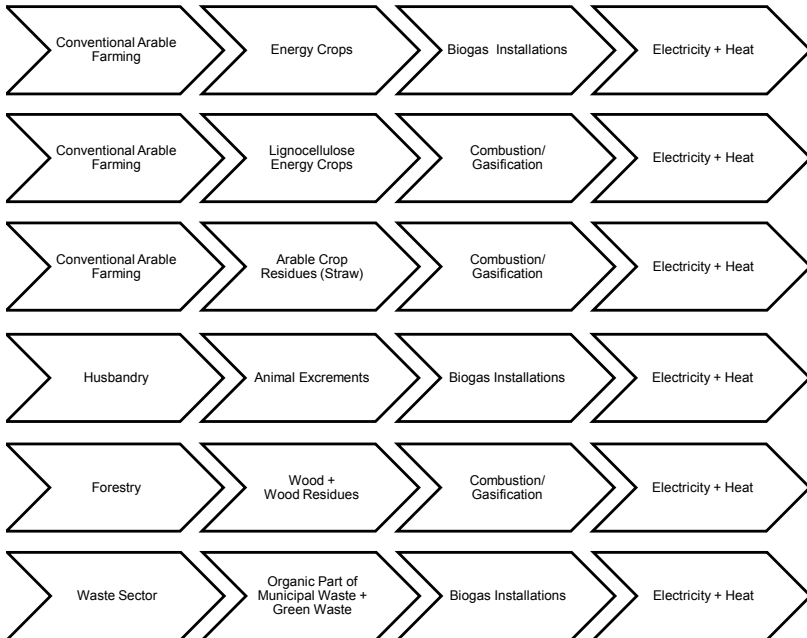 Conventional Arable
Farming
Energy Crops
Biogas Installations
Electricity + Heat
Conventional Arable
Farming
Lignocellulose
Energy Crops
Combustion/
Gasification
Electricity + Heat
Conventional Arable
Farming
Arable Crop
Residues (Straw)
Combustion/
Gasification
Electricity + Heat
Husbandry
Animal Excrements
Biogas Installations
Electricity + Heat
Forestry
Wood +
Wood Residues
Combustion/
Gasification
Electricity + Heat
Waste Sector
Organic Part of
Municipal Waste +
Green Waste
Biogas Installations
Electricity + Heat